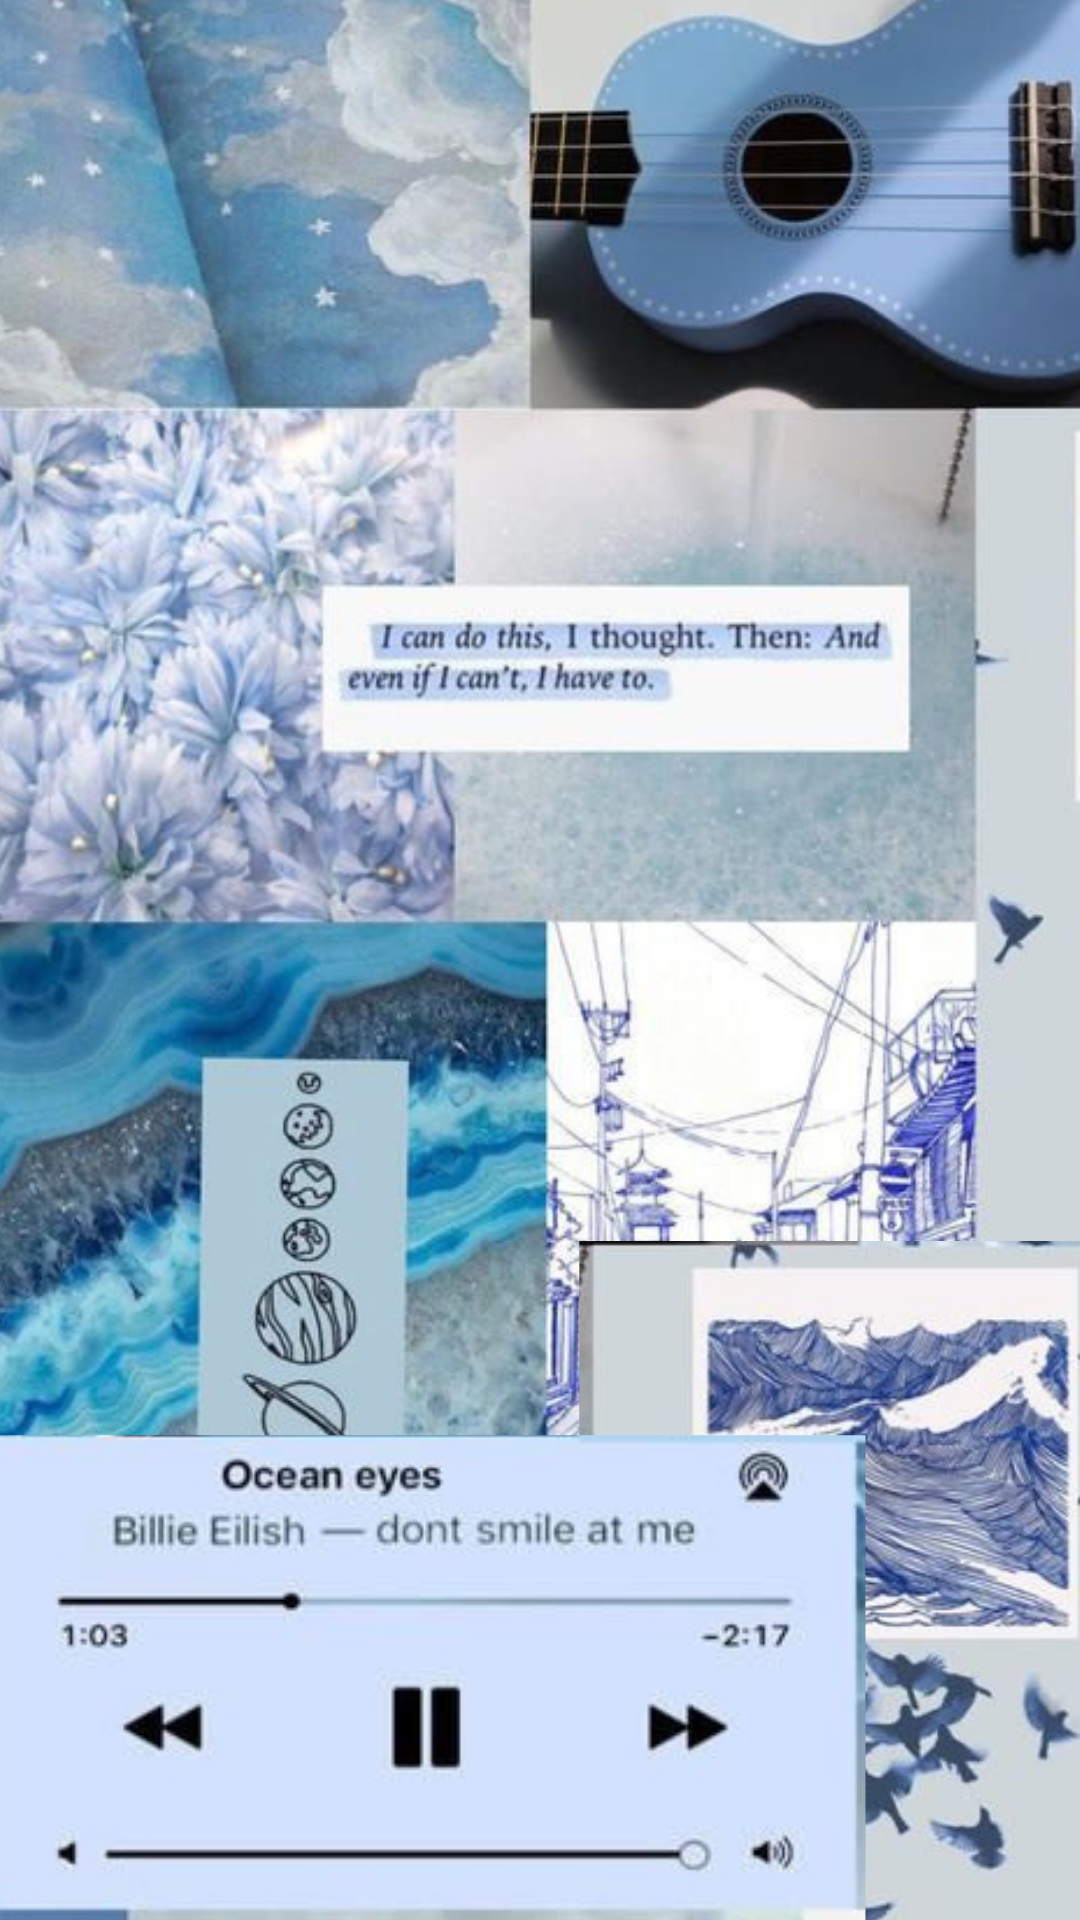 I can do this, I thought. Then: And
even if I can't, I have to.
Ocean eyes
Billie Eilish — dont smile at me
1:03
−2:17